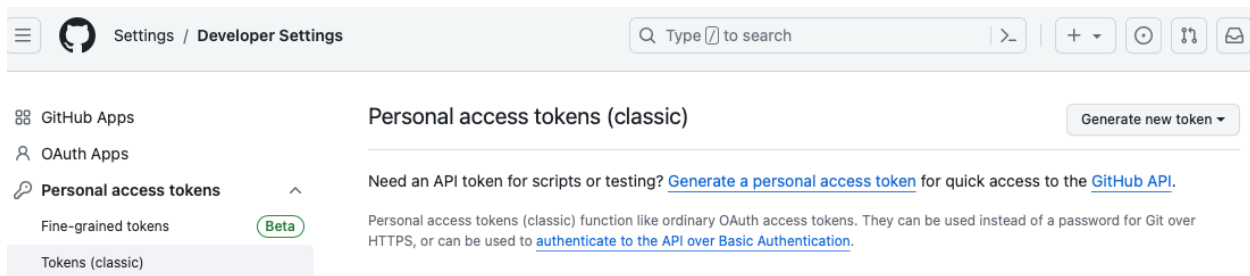 Settings / Developer Settings
Type / to search
GitHub Apps
OAuth Apps
Personal access tokens
Fine-grained tokens Beta
Tokens (classic)
Personal access tokens (classic)
Generate new token
Need an API token for scripts or testing? Generate a personal access token for quick access to the GitHub API.
Personal access tokens (classic) function like ordinary OAuth access tokens. They can be used instead of a password for Git over
HTTPS, or can be used to authenticate to the API over Basic Authentication.